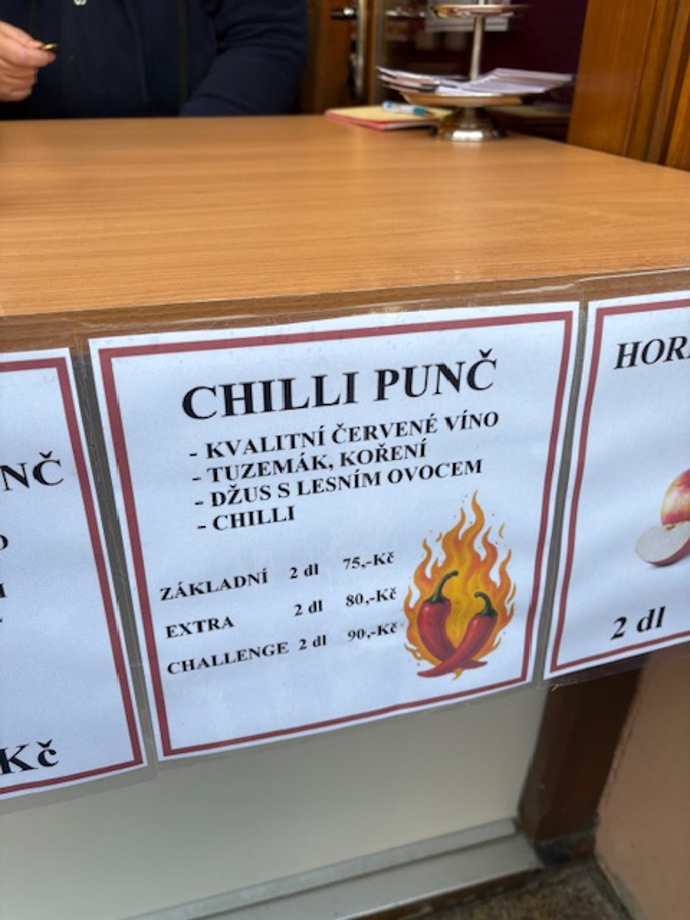 NČ
Kč
CHILLI PUNČ
- KVALITNÍ ČERVENÉ VÍNO
- TUZEMÁK, KOŘENÍ
- DŽUS S LESNÍM OVOCEM
- CHILLI
ZÁKLADNÍ 2 dl 75,-Kč
EXTRA 2 dl 80,-Kč
CHALLENGE 2 dl 90,-Kč
HOR
2 dl